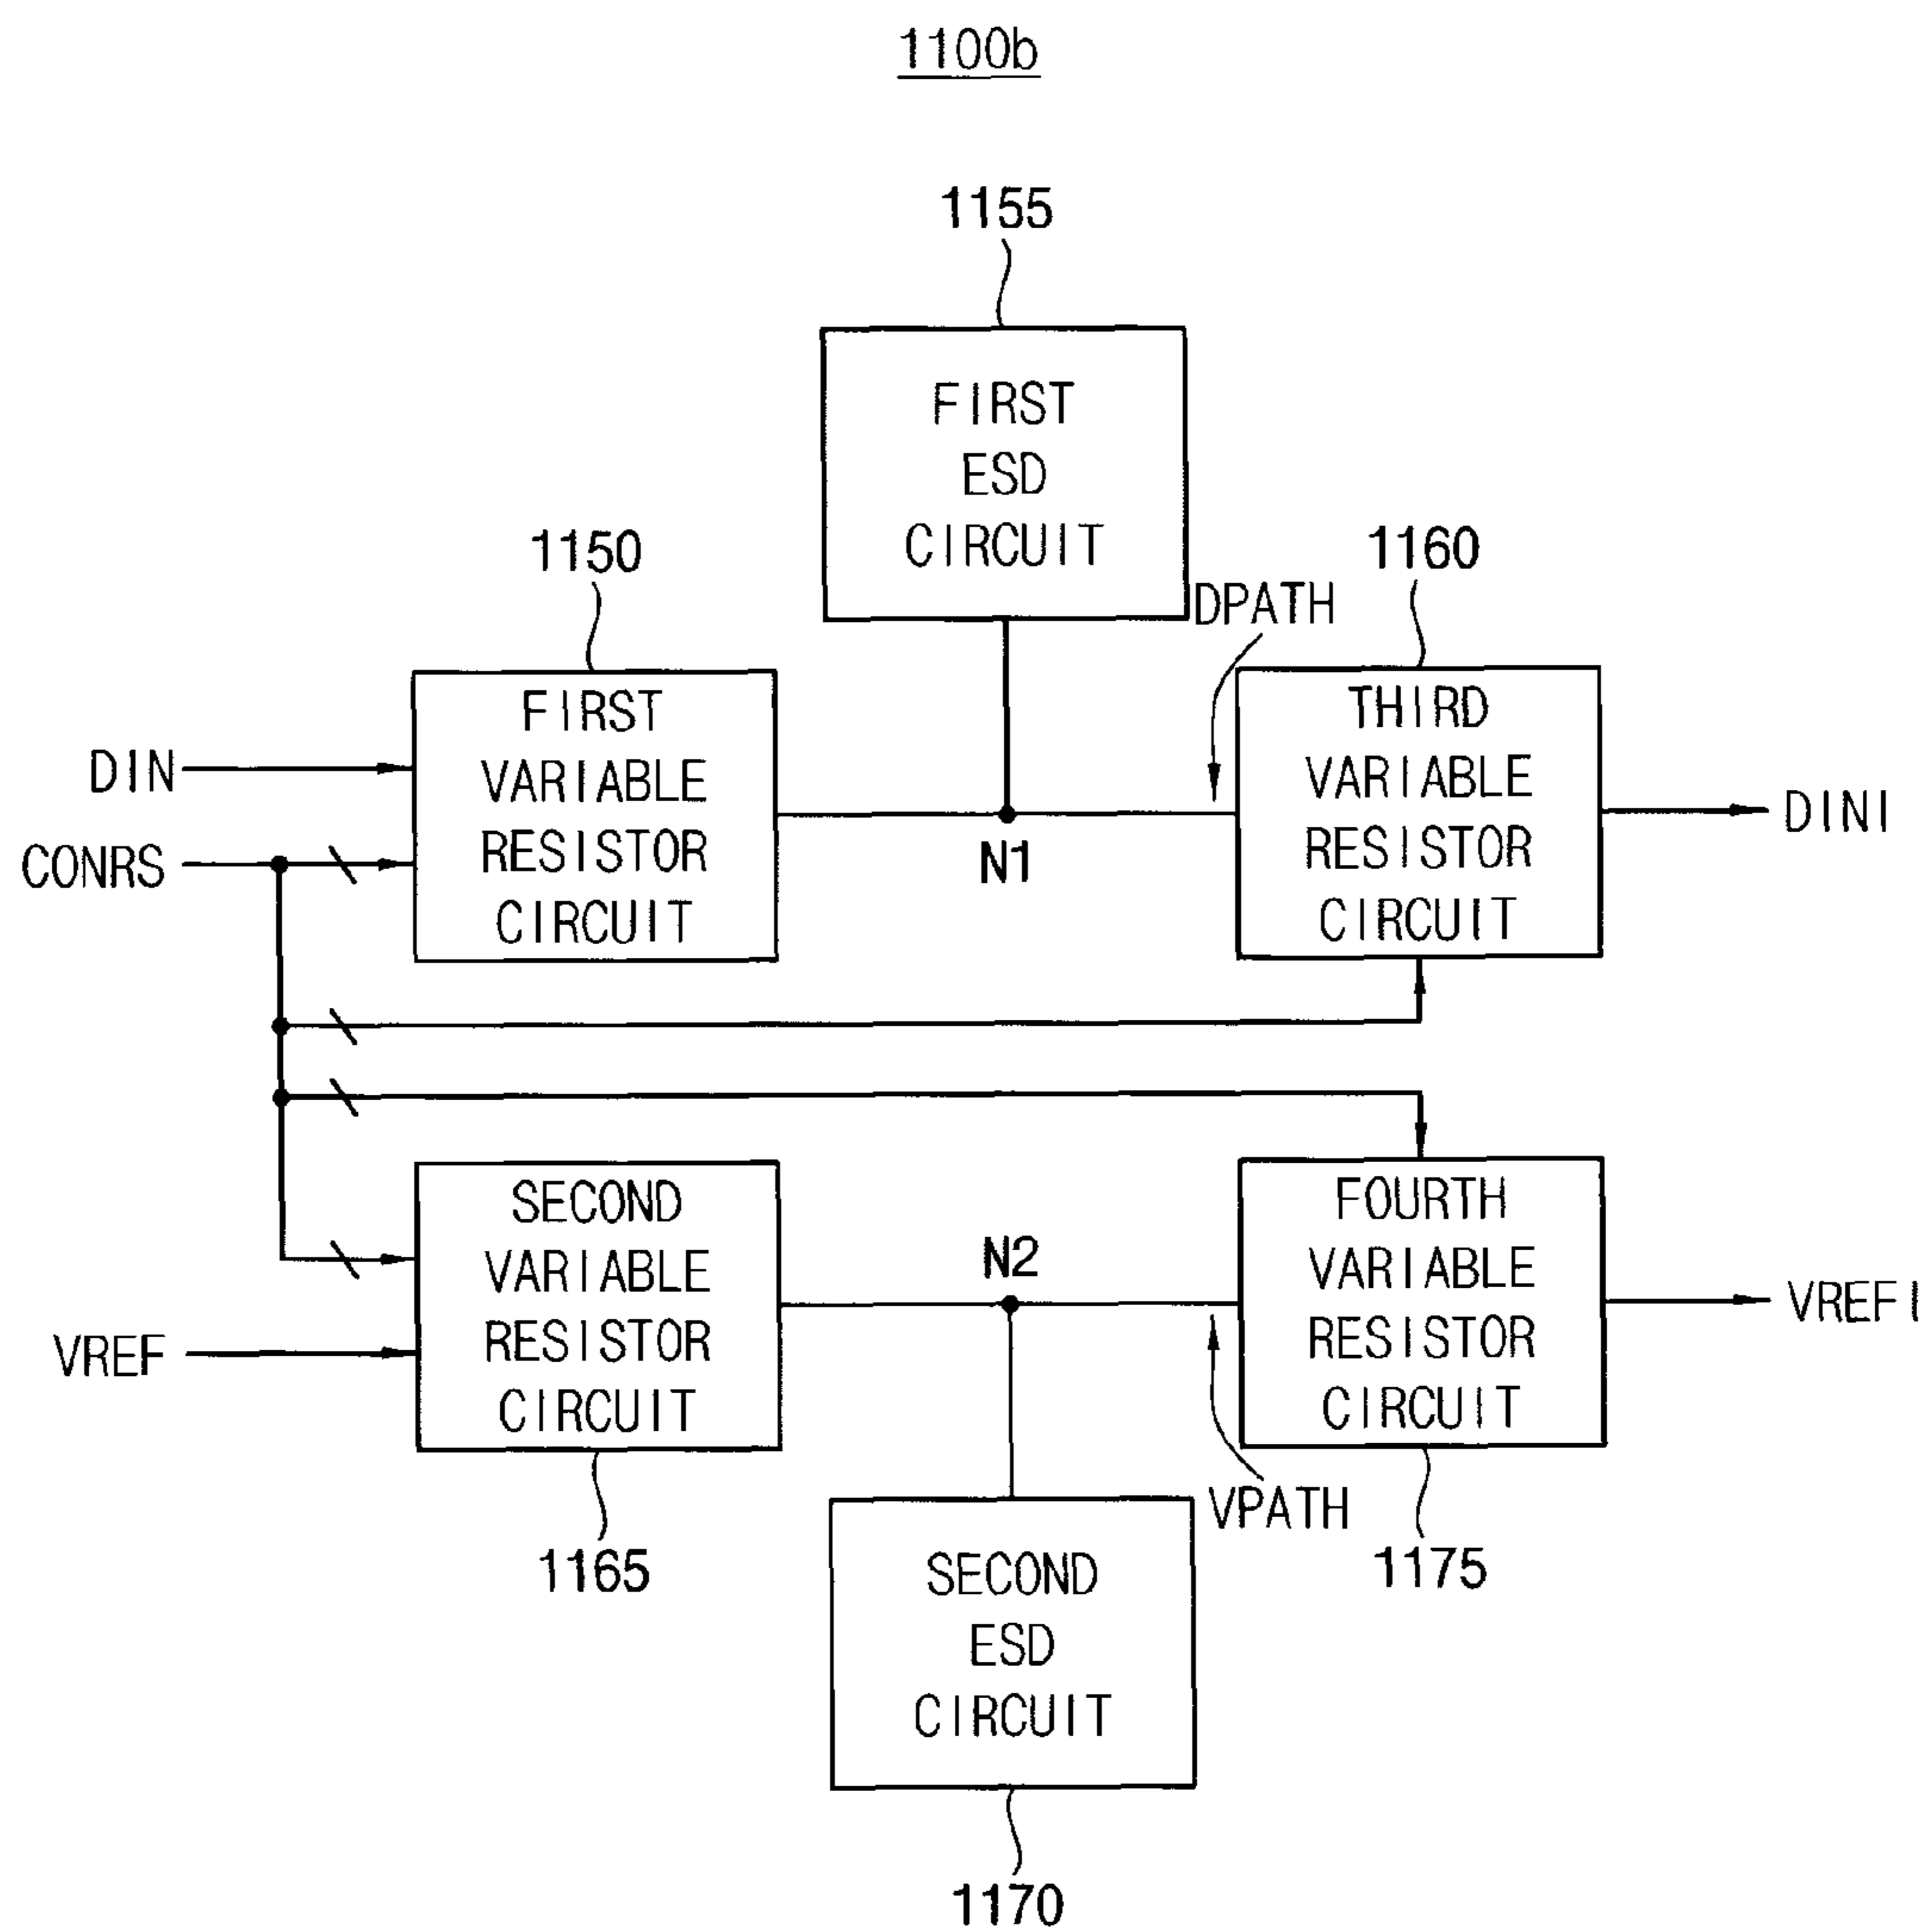 1100b
1155
FIRST
ESD
CIRCUIT
1150
DPATH
1160
FIRST
VARIABLE
RESISTOR
CIRCUIT
THIRD
VARIABLE
RESISTOR
CIRCUIT
DIN
CONRS
N1
DINI
SECOND
VARIABLE
RESISTOR
CIRCUIT
N2
FOURTH
VARIABLE
RESISTOR
CIRCUIT
VREF
VREFI
1165
VPATH
1175
SECOND
ESD
CIRCUIT
1170